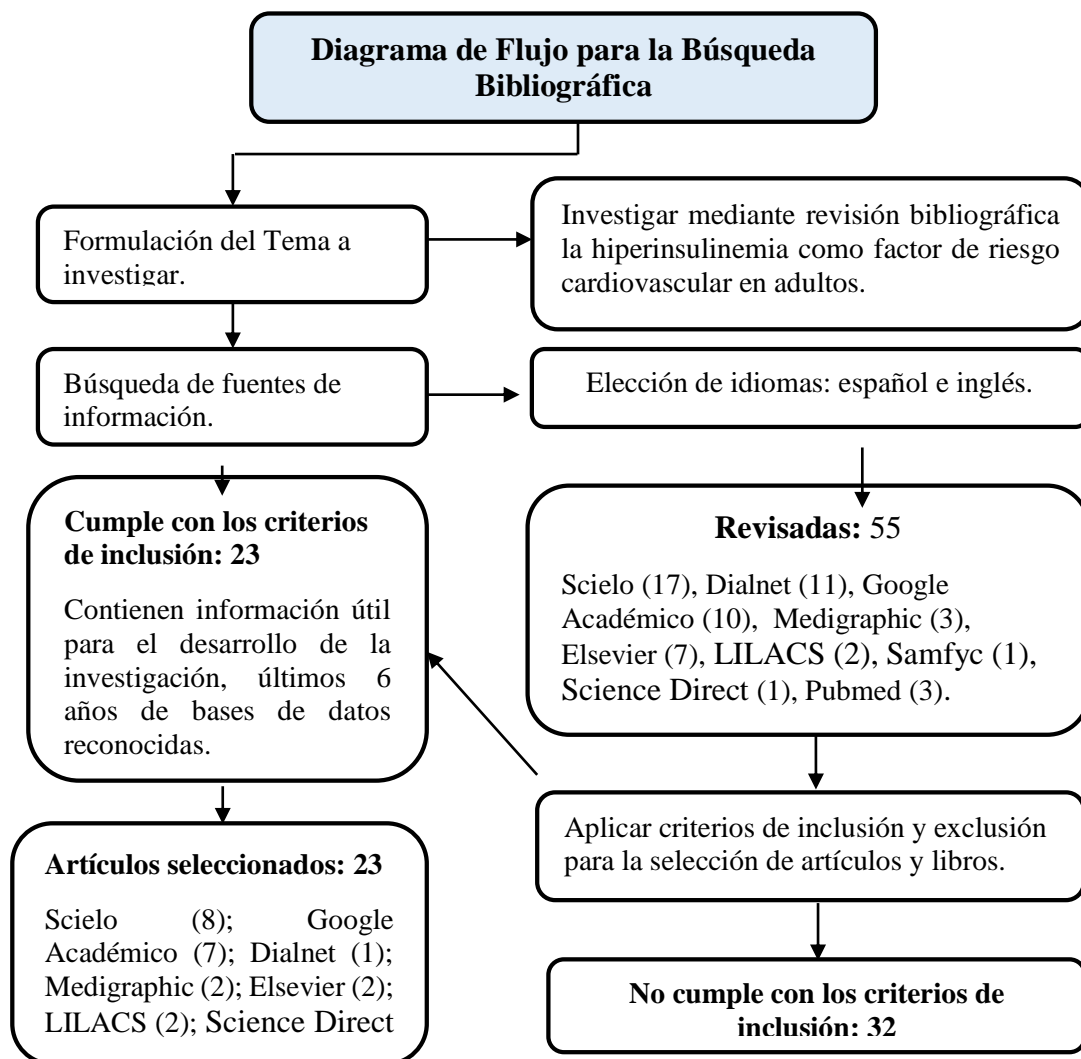 Diagrama de Flujo para la Búsqueda
Bibliográfica
Formulación del Tema a
investigar.
Investigar mediante revisión bibliográfica
la hiperinsulinemia como factor de riesgo
cardiovascular en adultos.
Búsqueda de fuentes de
información.
Elección de idiomas: español e inglés.
Cumple con los criterios
de inclusión: 23
Contienen información útil
para el desarrollo de la
investigación, últimos 6
años de bases de datos
reconocidas.
Revisadas: 55
Scielo (17), Dialnet (11), Google
Académico (10), Medigraphic (3),
Elsevier (7), LILACS (2), Samfyc (1),
Science Direct (1), Pubmed (3).
Aplicar criterios de inclusión y exclusión
para la selección de artículos y libros.
Artículos seleccionados: 23
Scielo (8); Google
Académico (7); Dialnet (1);
Medigraphic (2); Elsevier (2);
LILACS (2); Science Direct
No cumple con los criterios de
inclusión: 32